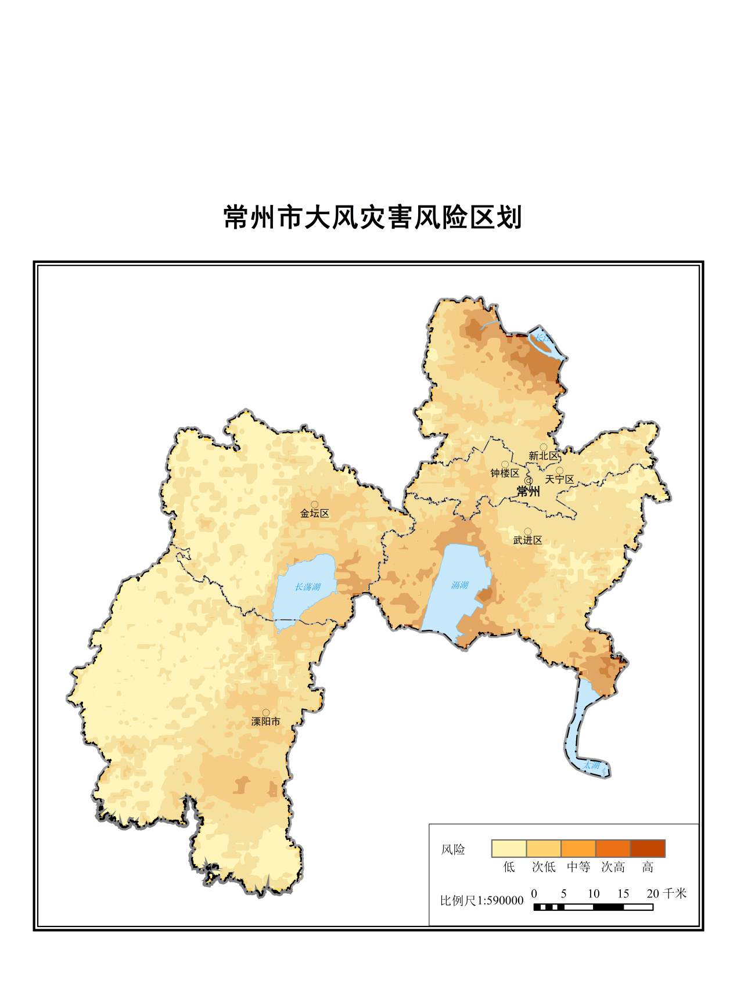 常州市大风灾害风险区划
长江
新北区
钟楼区
天宁区
常州
金坛区
武进区
长荡湖
滆湖
溧阳市
太湖
风险
低 次低 中等 次高 高
比例尺1:590000 0 5 10 15 20 千米